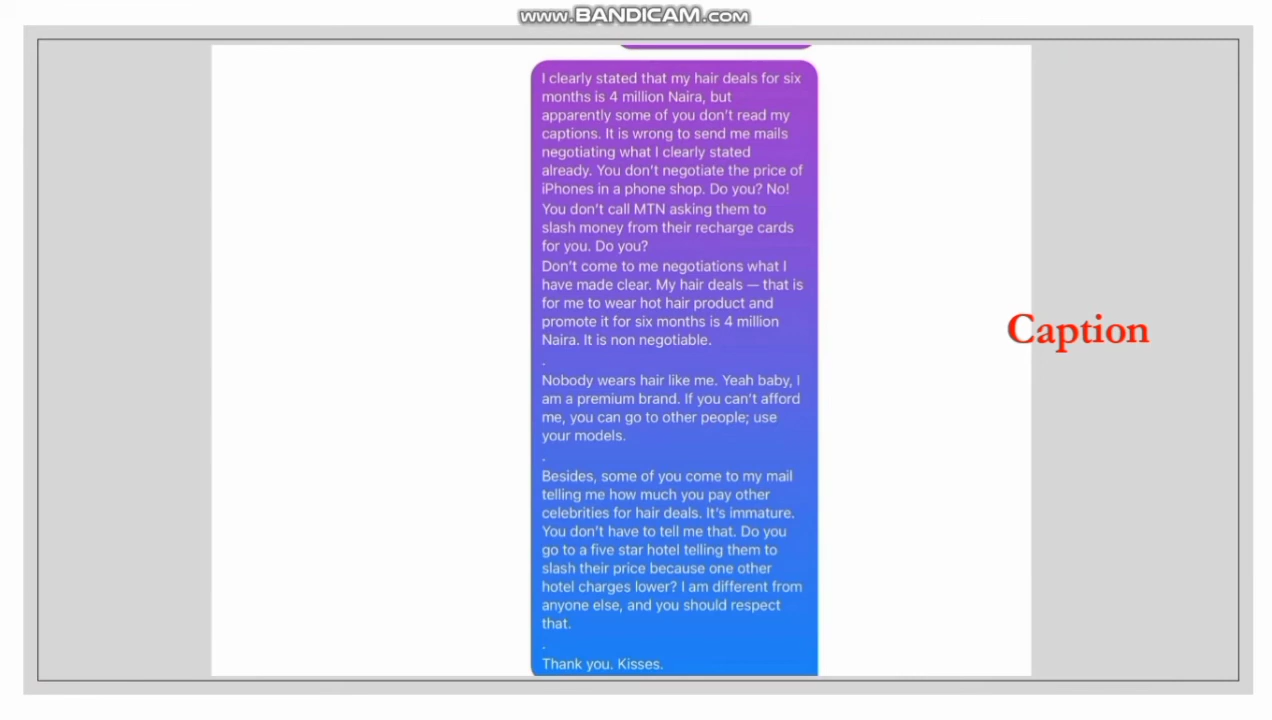 www.BANDICAM.com
I clearly stated that my hair deals for six
months is 4 million Naira, but
apparently some of you don't read my
captions. It is wrong to send me mails
negotiating what I clearly stated
already. You don't negotiate the price of
iPhones in a phone shop. Do you? No!
You don't call MTN asking them to
slash money from their recharge cards
for you. Do you?
Don't come to me negotiations what I
have made clear. My hair deals — that is
for me to wear hot hair product and
promote it for six months is 4 million
Naira. It is non negotiable.
.
Nobody wears hair like me. Yeah baby, I
am a premium brand. If you can't afford
me, you can go to other people; use
your models.
.
Besides, some of you come to my mail
telling me how much you pay other
celebrities for hair deals. It's immature.
You don't have to tell me that. Do you
go to a five star hotel telling them to
slash their price because one other
hotel charges lower? I am different from
anyone else, and you should respect
that.
.
Thank you. Kisses.
Caption